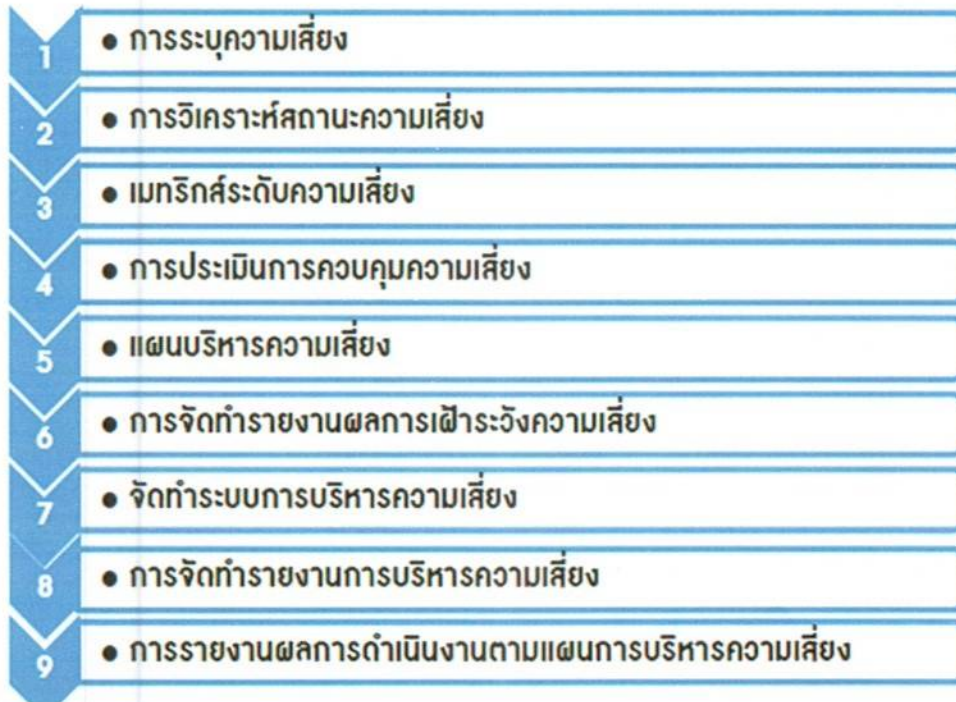 1 ● การระบุความเสี่ยง
2 ● การวิเคราะห์สถานะความเสี่ยง
3 ● เมทริกส์ระดับความเสี่ยง
4 ● การประเมินการควบคุมความเสี่ยง
5 ● แผนบริหารความเสี่ยง
6 ● การจัดทำรายงานผลการเฝ้าระวังความเสี่ยง
7 ● จัดทำระบบการบริหารความเสี่ยง
8 ● การจัดทำรายงานการบริหารความเสี่ยง
9 ● การรายงานผลการดำเนินงานตามแผนการบริหารความเสี่ยง